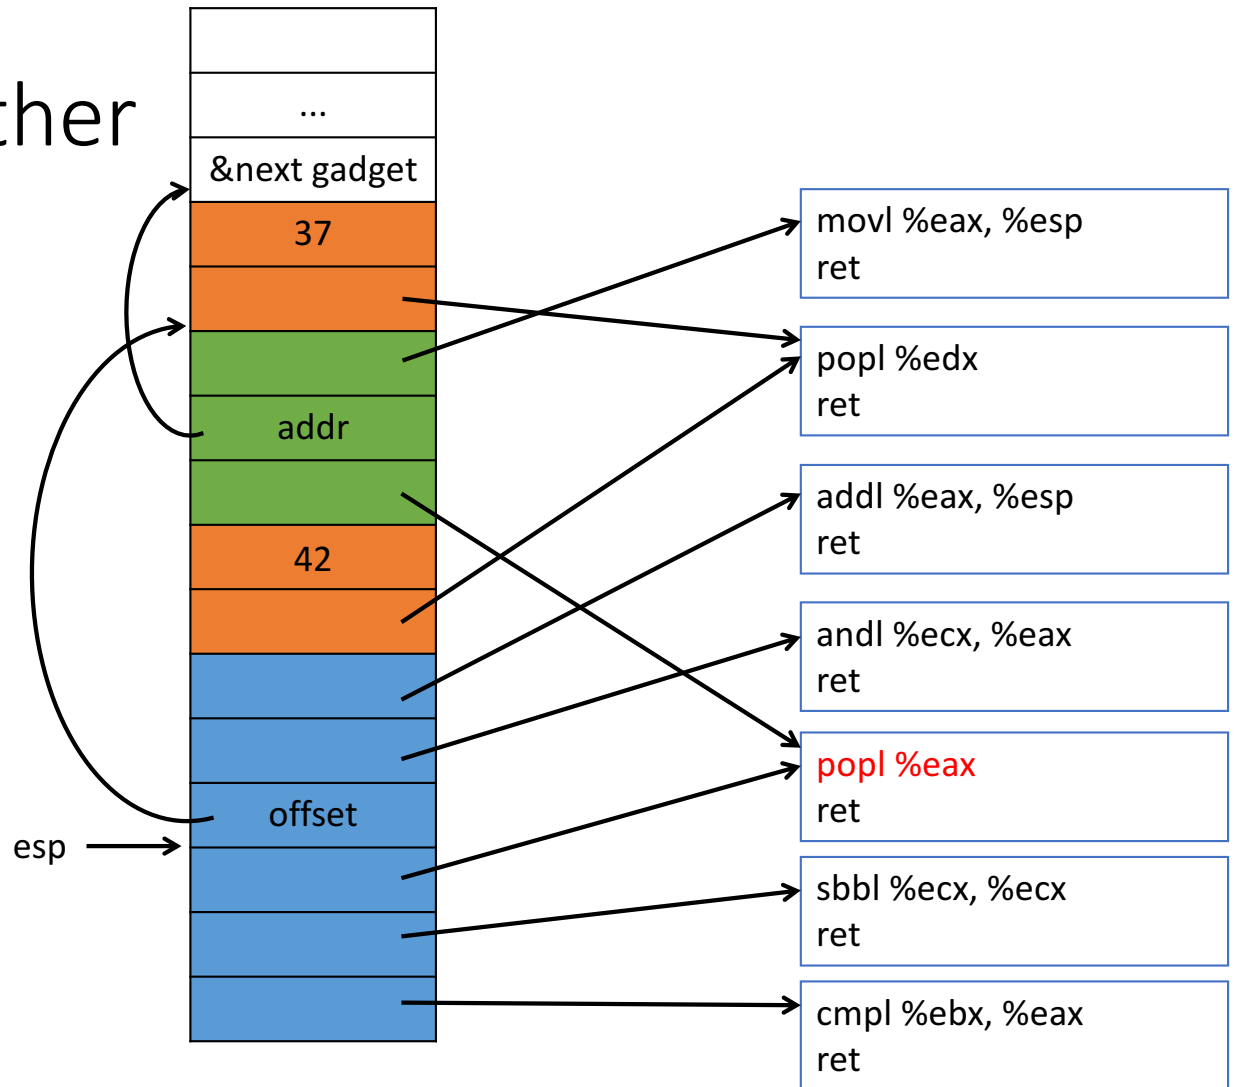 ther
...
&next gadget
37
addr
42
offset
esp
movl %eax, %esp
ret
popl %edx
ret
addl %eax, %esp
ret
andl %ecx, %eax
ret
popl %eax
ret
sbbl %ecx, %ecx
ret
cmpl %ebx, %eax
ret